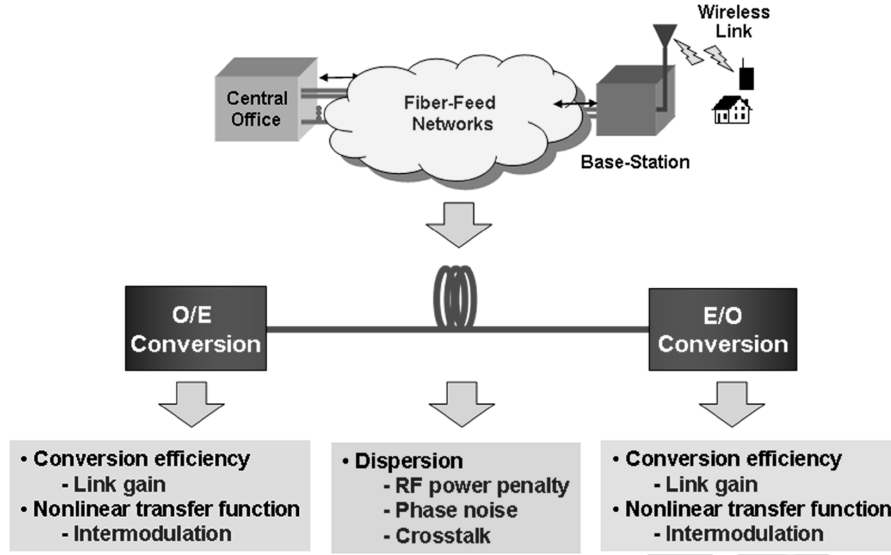 Wireless
Link
Central
Office
Fiber-Feed
Networks
Base-Station
O/E
Conversion
E/O
Conversion
• Conversion efficiency
- Link gain
• Nonlinear transfer function
- Intermodulation
• Dispersion
- RF power penalty
- Phase noise
- Crosstalk
• Conversion efficiency
- Link gain
• Nonlinear transfer function
- Intermodulation